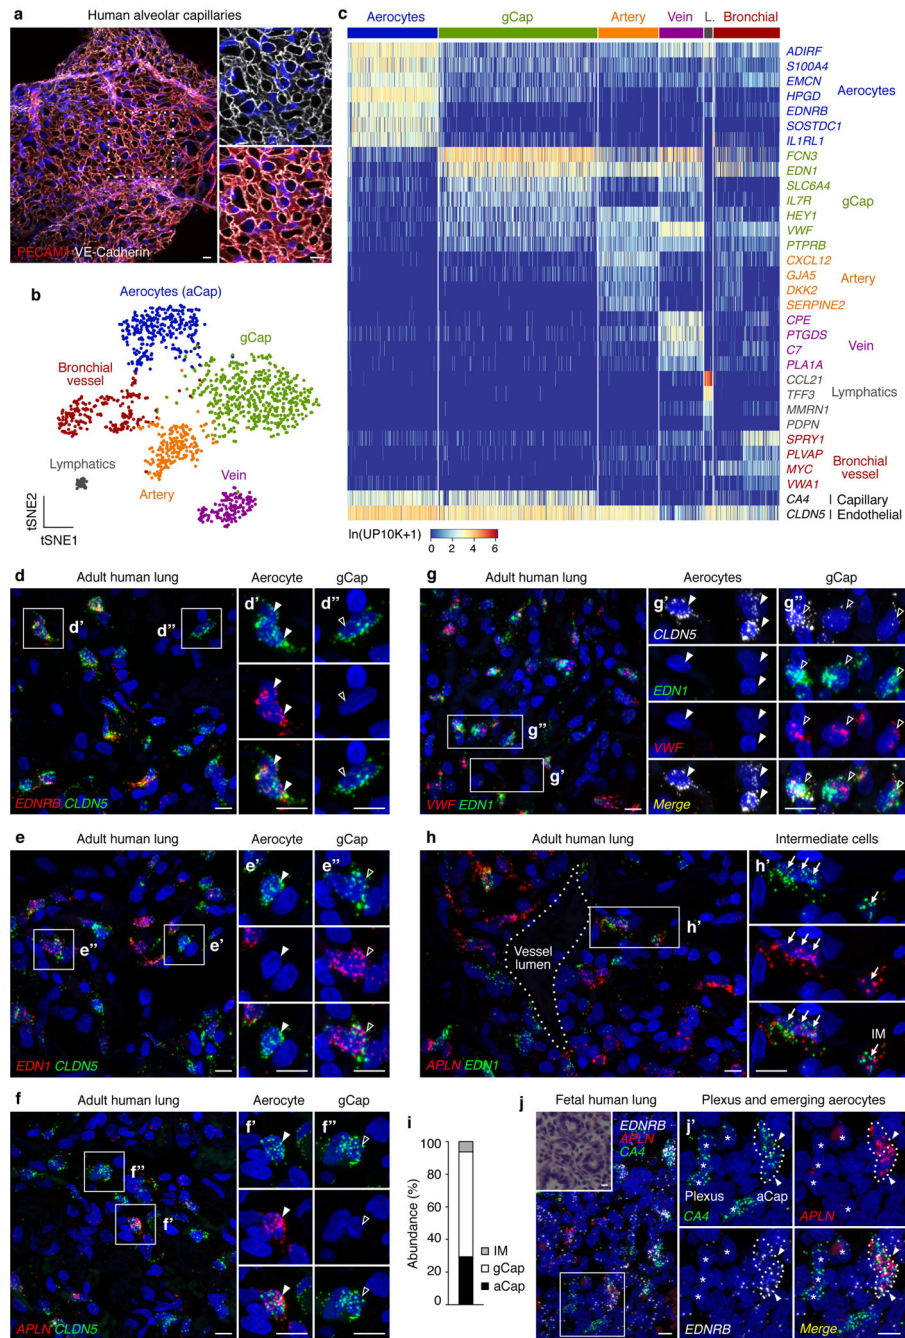 a
Human alveolar capillaries
PECAM1 VE-Cadherin
b
Aerocytes (aCap)
gCap
Bronchial
vessel
Lymphatics
Artery
Vein
tSNE2
tSNE1
c
Aerocytes gCap Artery Vein L. Bronchial
ADIRF
S100A4
EMCN
HPGD
EDNRB
SOSTDC1
IL1RL1
Aerocytes
FCN3
EDN1
SLC6A4
IL7R
HEY1
VWF
PTPRB
gCap
CXCL12
GJA5
DKK2
SERPINE2
Artery
CPE
PTGDS
C7
PLA1A
Vein
CCL21
TFF3
MMRN1
PDPN
Lymphatics
SPRY1
PLVAP
MYC
VWA1
Bronchial
vessel
CA4 | Capillary
CLDN5 | Endothelial
ln(UP10K+1)
0 2 4 6
d
Adult human lung
Aerocyte
gCap
d'
d''
d'
d''
EDNRB CLDN5
g
Adult human lung
Aerocytes
gCap
g'
g''
CLDN5
EDN1
VWF
Merge
g''
g'
VWF EDN1
e
Adult human lung
Aerocyte
gCap
e'
e''
e''
e'
EDN1 CLDN5
h
Adult human lung
Intermediate cells
h'
h'
Vessel
lumen
IM
APLN EDN1
f
Adult human lung
Aerocyte
gCap
f'
f''
f''
f'
APLN CLDN5
i
Abundance (%)
100
80
60
40
20
0
IM
gCap
aCap
j
Fetal human lung
Plexus and emerging aerocytes
EDNRB
APLN
CA4
j'
Plexus
aCap
CA4
APLN
EDNRB
Merge